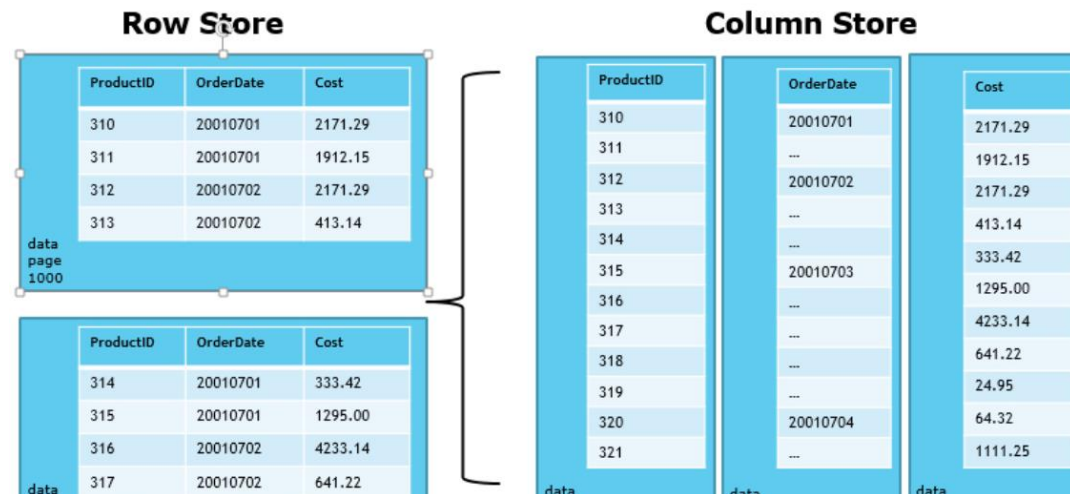 Row Store
ProductID OrderDate Cost
310 20010701 2171.29
311 20010701 1912.15
312 20010702 2171.29
313 20010702 413.14
data
page
1000
ProductID OrderDate Cost
314 20010701 333.42
315 20010701 1295.00
316 20010702 4233.14
317 20010702 641.22
data
Column Store
ProductID
310
311
312
313
314
315
316
317
318
319
320
321
data
OrderDate
20010701
...
20010702
...
...
20010703
...
...
...
...
20010704
...
data
Cost
2171.29
1912.15
2171.29
413.14
333.42
1295.00
4233.14
641.22
24.95
64.32
1111.25
data